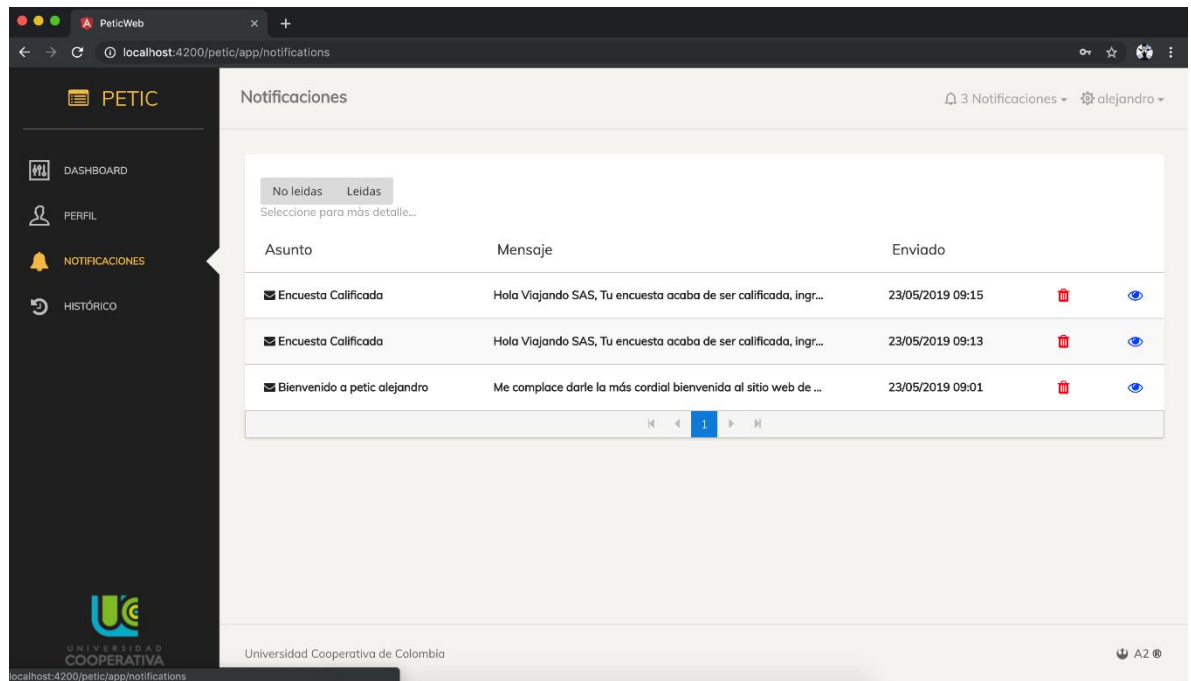 PeticWeb
localhost:4200/petic/app/notifications
PETIC
Notificaciones
3 Notificaciones
alejandro
DASHBOARD
PERFIL
NOTIFICACIONES
HISTÓRICO
No leidas Leidas
Seleccione para màs detalle...
Asunto Mensaje Enviado
Encuesta Calificada Hola Viajando SAS, Tu encuesta acaba de ser calificada, ingr... 23/05/2019 09:15
Encuesta Calificada Hola Viajando SAS, Tu encuesta acaba de ser calificada, ingr... 23/05/2019 09:13
Bienvenido a petic alejandro Me complace darle la más cordial bienvenida al sitio web de ... 23/05/2019 09:01
1
UNIVERSIDAD
COOPERATIVA
Universidad Cooperativa de Colombia
A2 ®
localhost:4200/petic/app/notifications